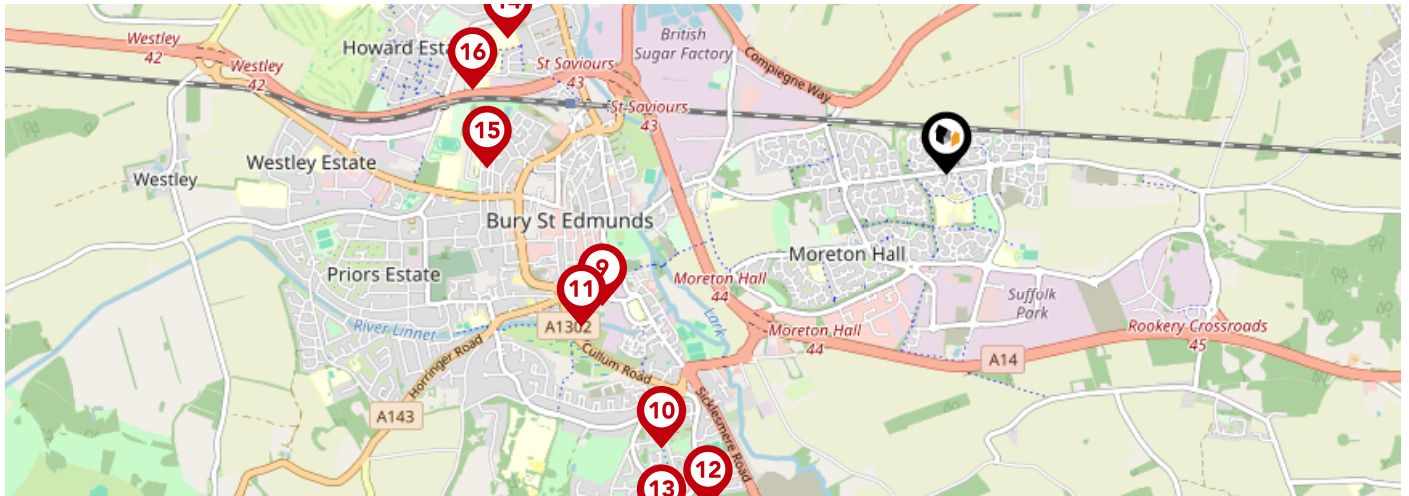 14
Westley
42
British
Sugar Factory
Howard Esta
16
Westley
42
St Saviours
43
Compiegne Way
St Saviours
43
15
Westley Estate
Westley
Bury St Edmunds
Moreton Hall
Priors Estate
9
11
Moreton Hall
44
Suffolk
Park
River Linnet
A1302
Lark
Moreton Hall
44
Rookery Crossroads
45
Horringer Road
Cullum Road
A14
A143
10
Sicklesmere Road
12
13